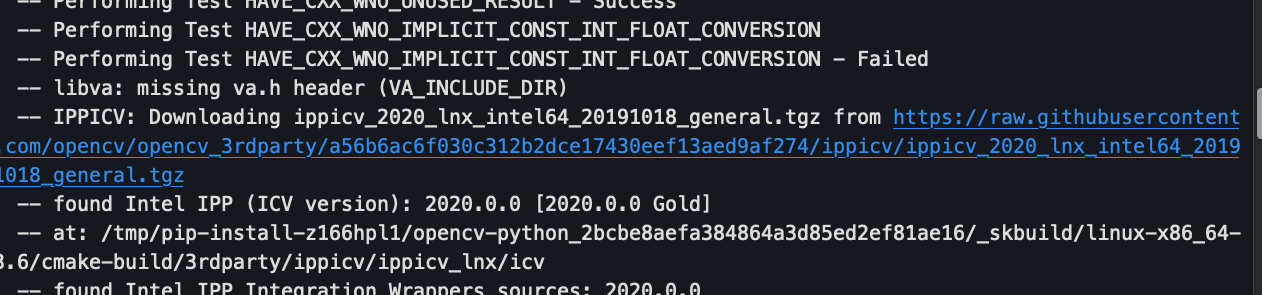 -- Performing Test HAVE_CXX_WNO_UNUSED_RESULT - Success
-- Performing Test HAVE_CXX_WNO_IMPLICIT_CONST_INT_FLOAT_CONVERSION
-- Performing Test HAVE_CXX_WNO_IMPLICIT_CONST_INT_FLOAT_CONVERSION - Failed
-- libva: missing va.h header (VA_INCLUDE_DIR)
-- IPPICV: Downloading ippicv_2020_lnx_intel64_20191018_general.tgz from https://raw.githubusercontent
.com/opencv/opencv_3rdparty/a56b6ac6f030c312b2dce17430eef13aed9af274/ippicv/ippicv_2020_lnx_intel64_2019
1018_general.tgz
-- found Intel IPP (ICV version): 2020.0.0 [2020.0.0 Gold]
-- at: /tmp/pip-install-z166hpl1/opencv-python_2bcbe8aefa384864a3d85ed2ef81ae16/_skbuild/linux-x86_64-
3.6/cmake-build/3rdparty/ippicv/ippicv_lnx/icv
-- found Intel IPP Integration Wrappers sources: 2020.0.0